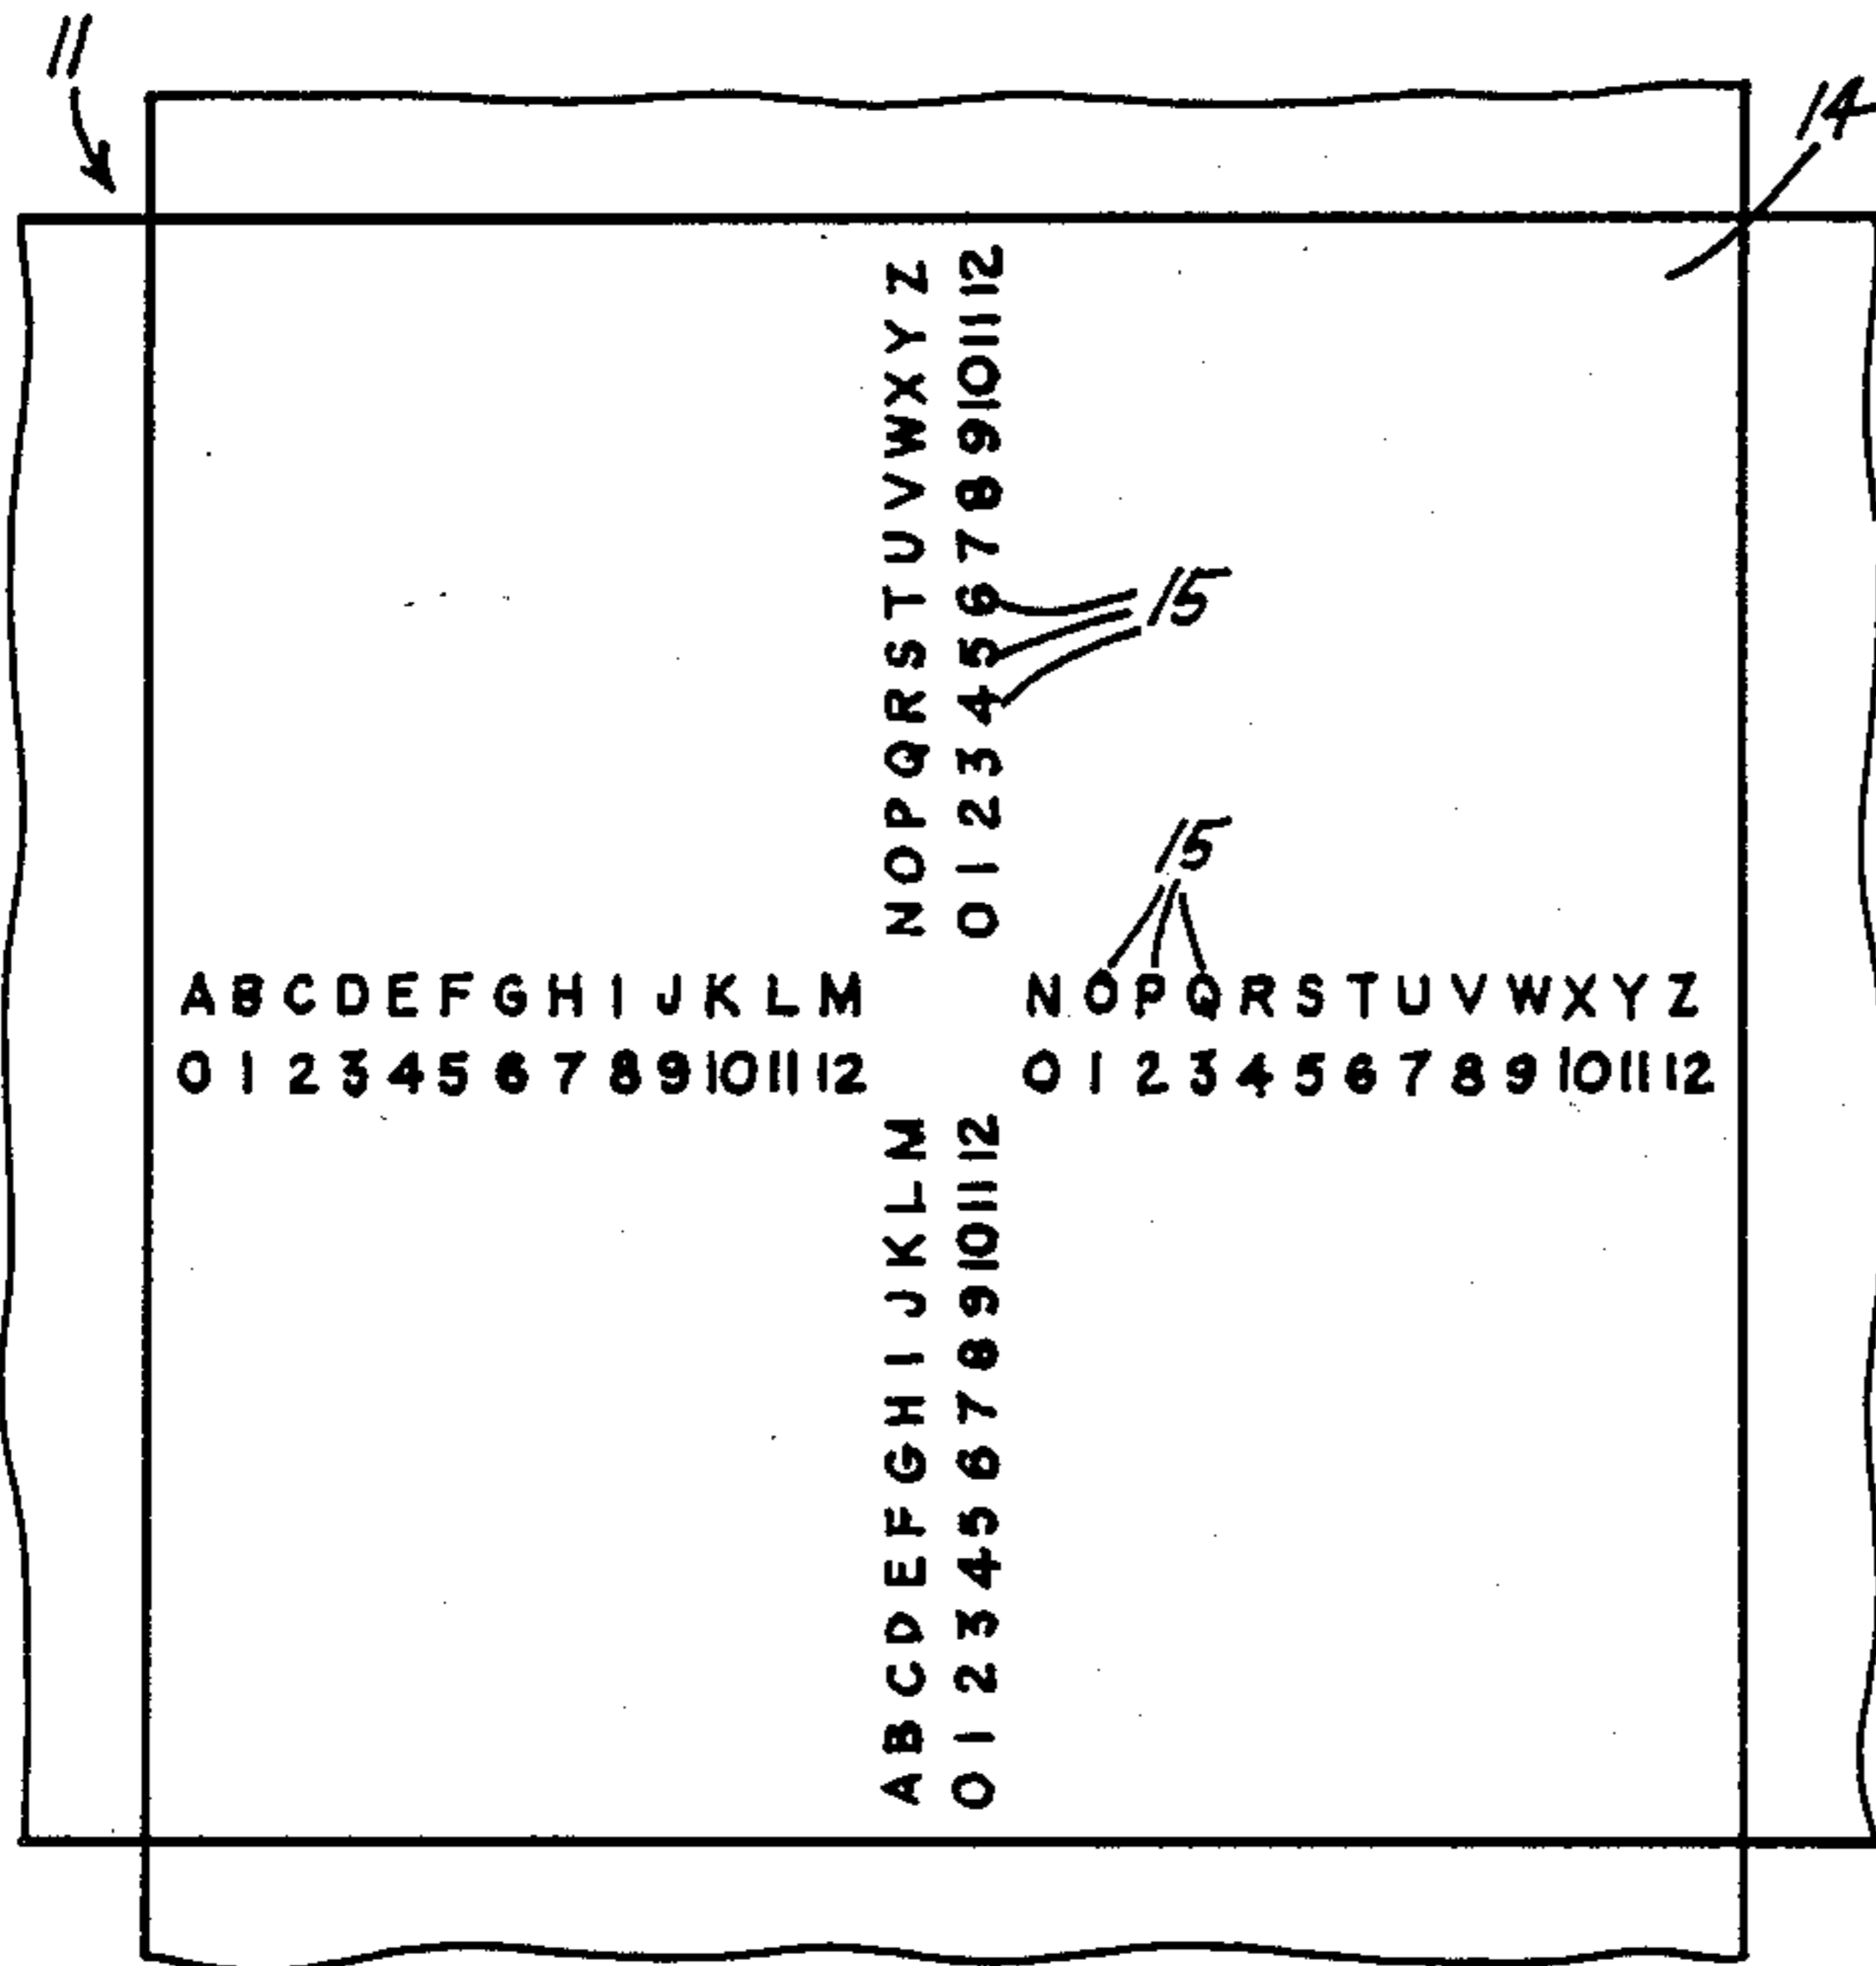 11
14
N O P Q R S T U V W X Y Z
0 1 2 3 4 5 6 7 8 9 10 11 12
15
15
A B C D E F G H I J K L M N O P Q R S T U V W X Y Z
0 1 2 3 4 5 6 7 8 9 10 11 12 0 1 2 3 4 5 6 7 8 9 10 11 12
A B C D E F G H I J K L M
0 1 2 3 4 5 6 7 8 9 10 11 12